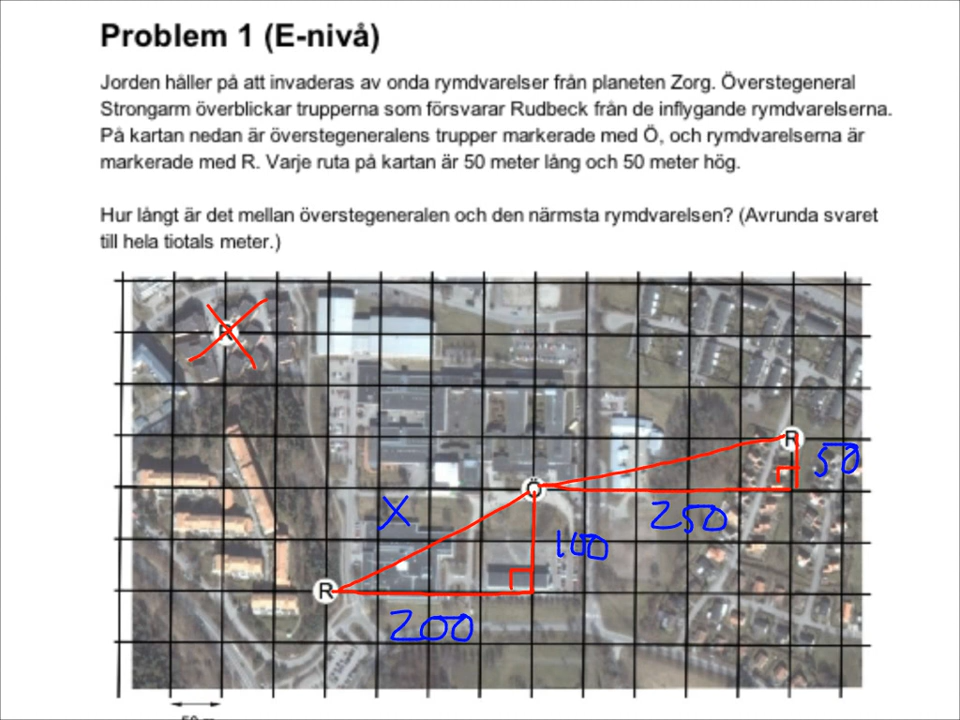 Problem 1 (E-nivå)
Jorden håller på att invaderas av onda rymdvarelser från planeten Zorg. Överstegeneral
Strongarm överblickar trupperna som försvarar Rudbeck från de inflygande rymdvarelserna.
På kartan nedan är överstegeneralens trupper markerade med Ö, och rymdvarelserna är
markerade med R. Varje ruta på kartan är 50 meter lång och 50 meter hög.
Hur långt är det mellan överstegeneralen och den närmsta rymdvarelsen? (Avrunda svaret
till hela tiotals meter.)
R
R
50
Ö
X
250
100
R
200